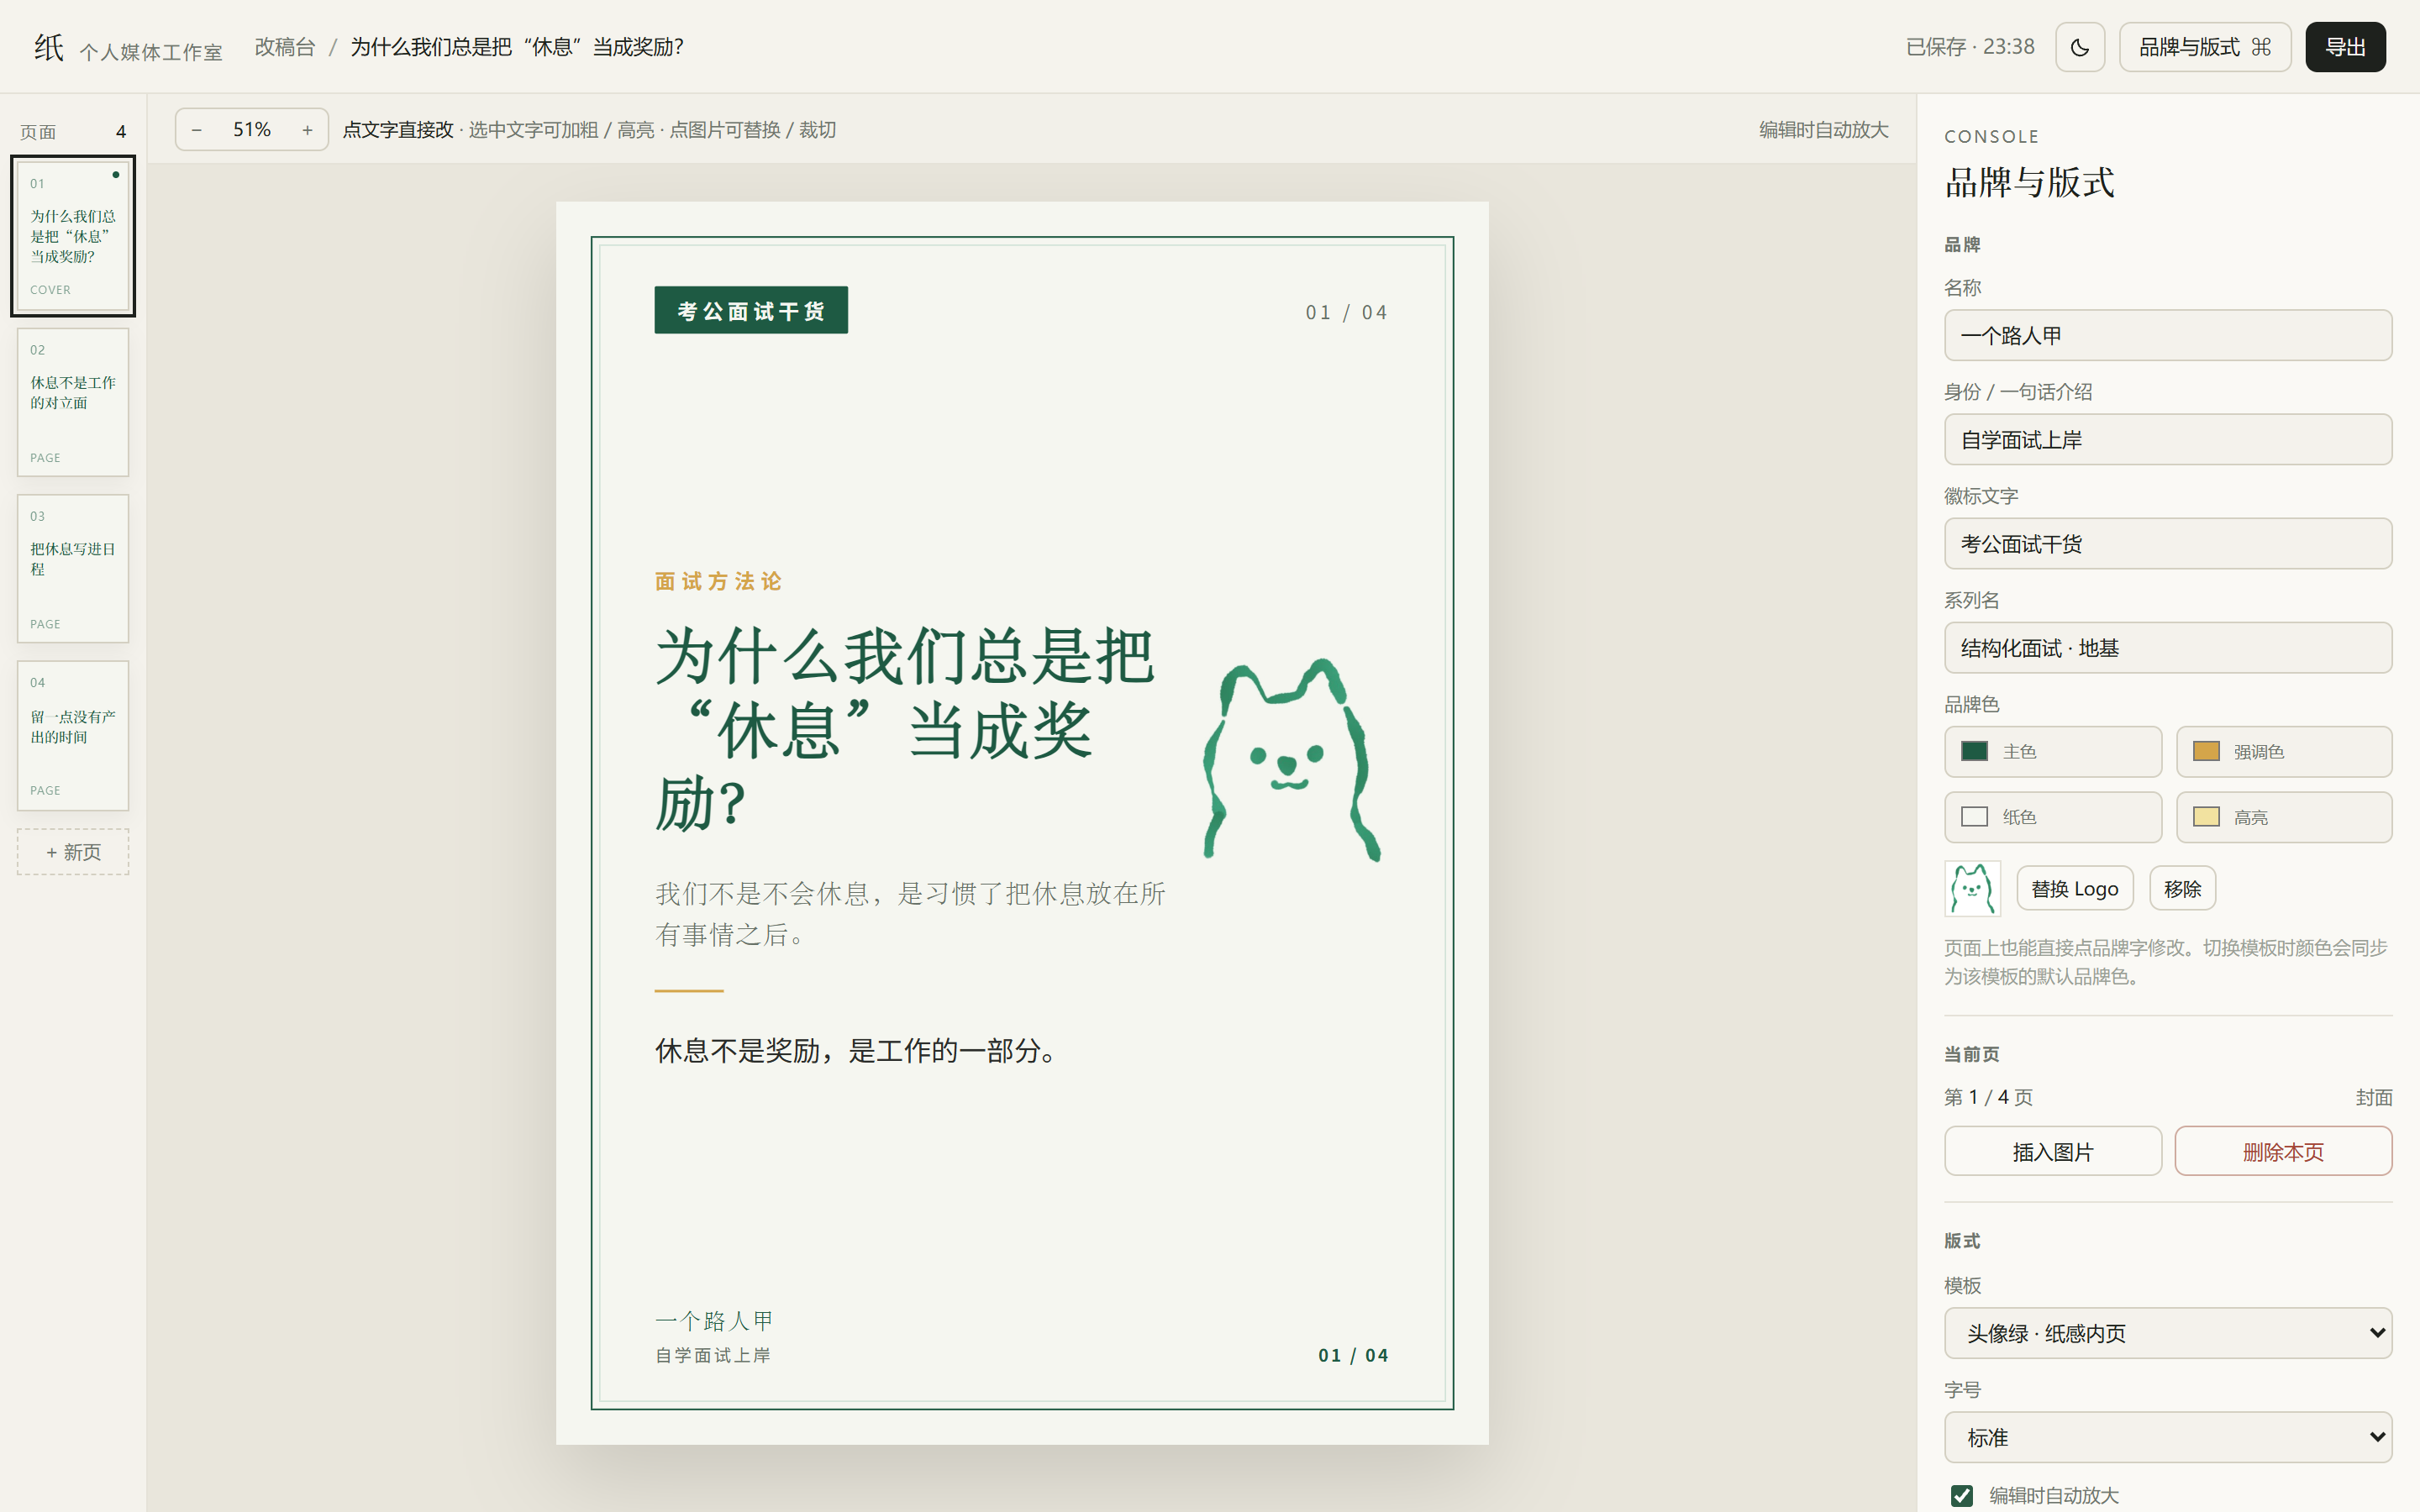 纸 个人媒体工作室 改稿台 / 为什么我们总是把“休息”当成奖励？
已保存 · 23:38 品牌与版式 ⌘ 导出
页面 4
01
为什么我们总
是把“休息”
当成奖励？
COVER
02
休息不是工作
的对立面
PAGE
03
把休息写进日
程
PAGE
04
留一点没有产
出的时间
PAGE
+ 新页
− 51% + 点文字直接改 · 选中文字可加粗 / 高亮 · 点图片可替换 / 裁切 编辑时自动放大
考公面试干货 01 / 04
面试方法论
为什么我们总是把
“休息”当成奖
励？
我们不是不会休息，是习惯了把休息放在所
有事情之后。
休息不是奖励，是工作的一部分。
一个路人甲
自学面试上岸 01 / 04
CONSOLE
品牌与版式
品牌
名称
一个路人甲
身份 / 一句话介绍
自学面试上岸
徽标文字
考公面试干货
系列名
结构化面试 · 地基
品牌色
主色 强调色
纸色 高亮
替换 Logo 移除
页面上也能直接点品牌字修改。切换模板时颜色会同步
为该模板的默认品牌色。
当前页
第 1 / 4 页 封面
插入图片 删除本页
版式
模板
头像绿 · 纸感内页
字号
标准
编辑时自动放大